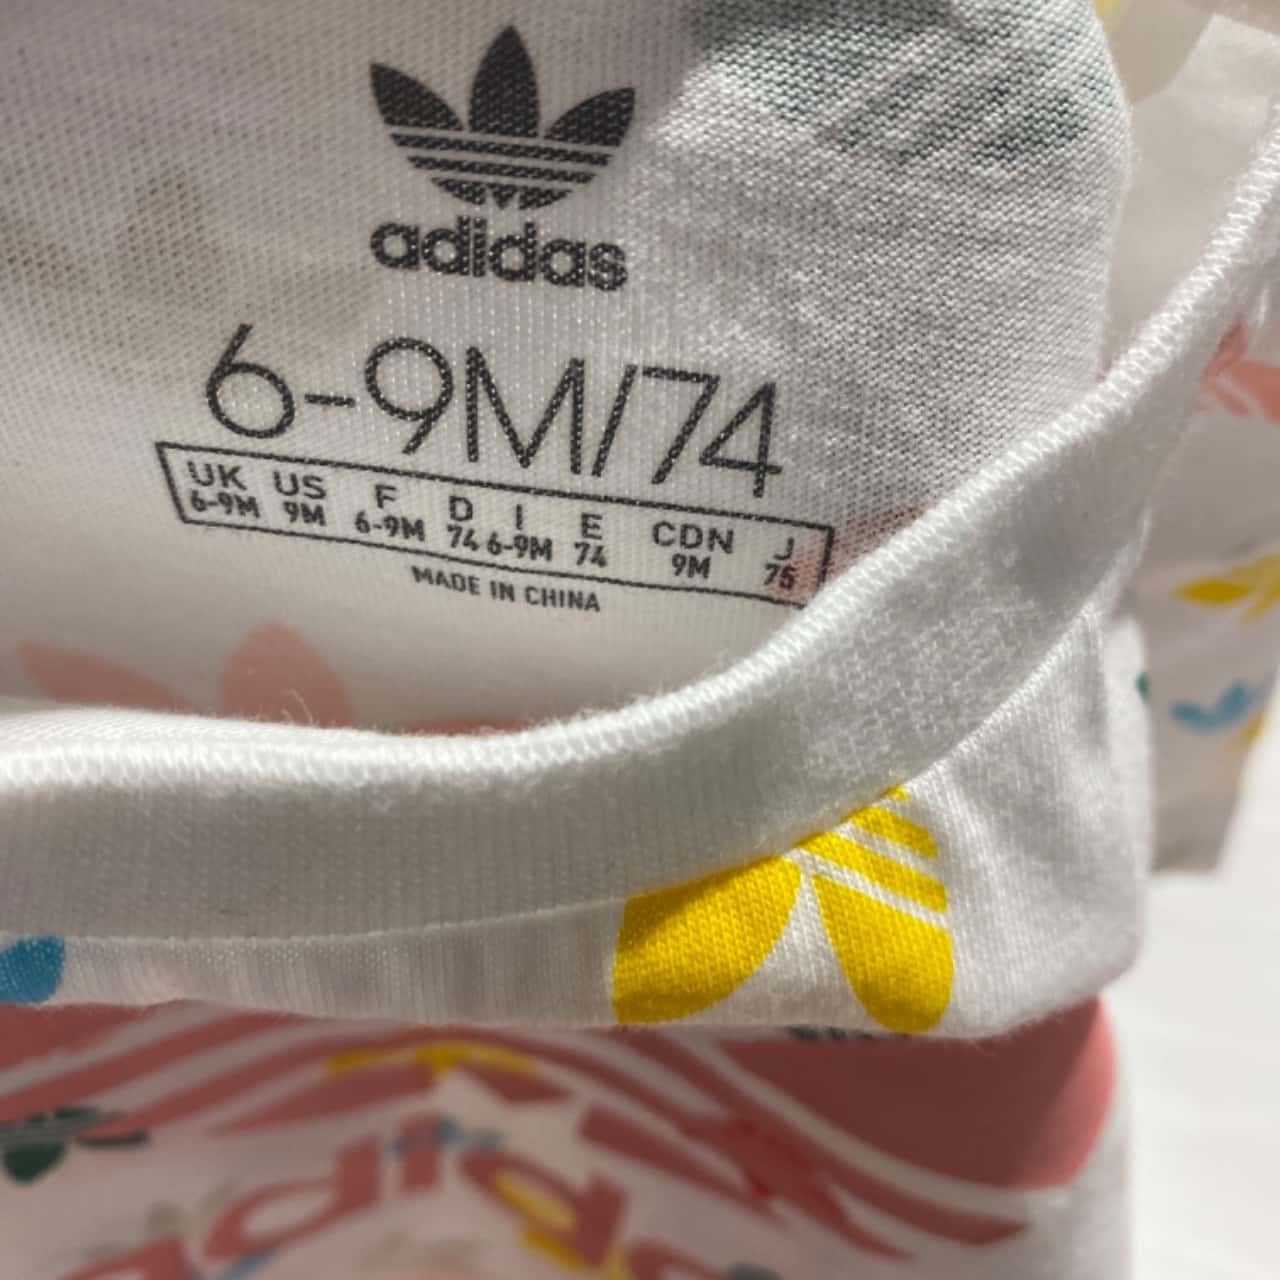 adidas
6-9M/74
UK US F D I E CDN J
6-9M 9M 6-9M 74 6-9M 74 9M 75
MADE IN CHINA
adidas